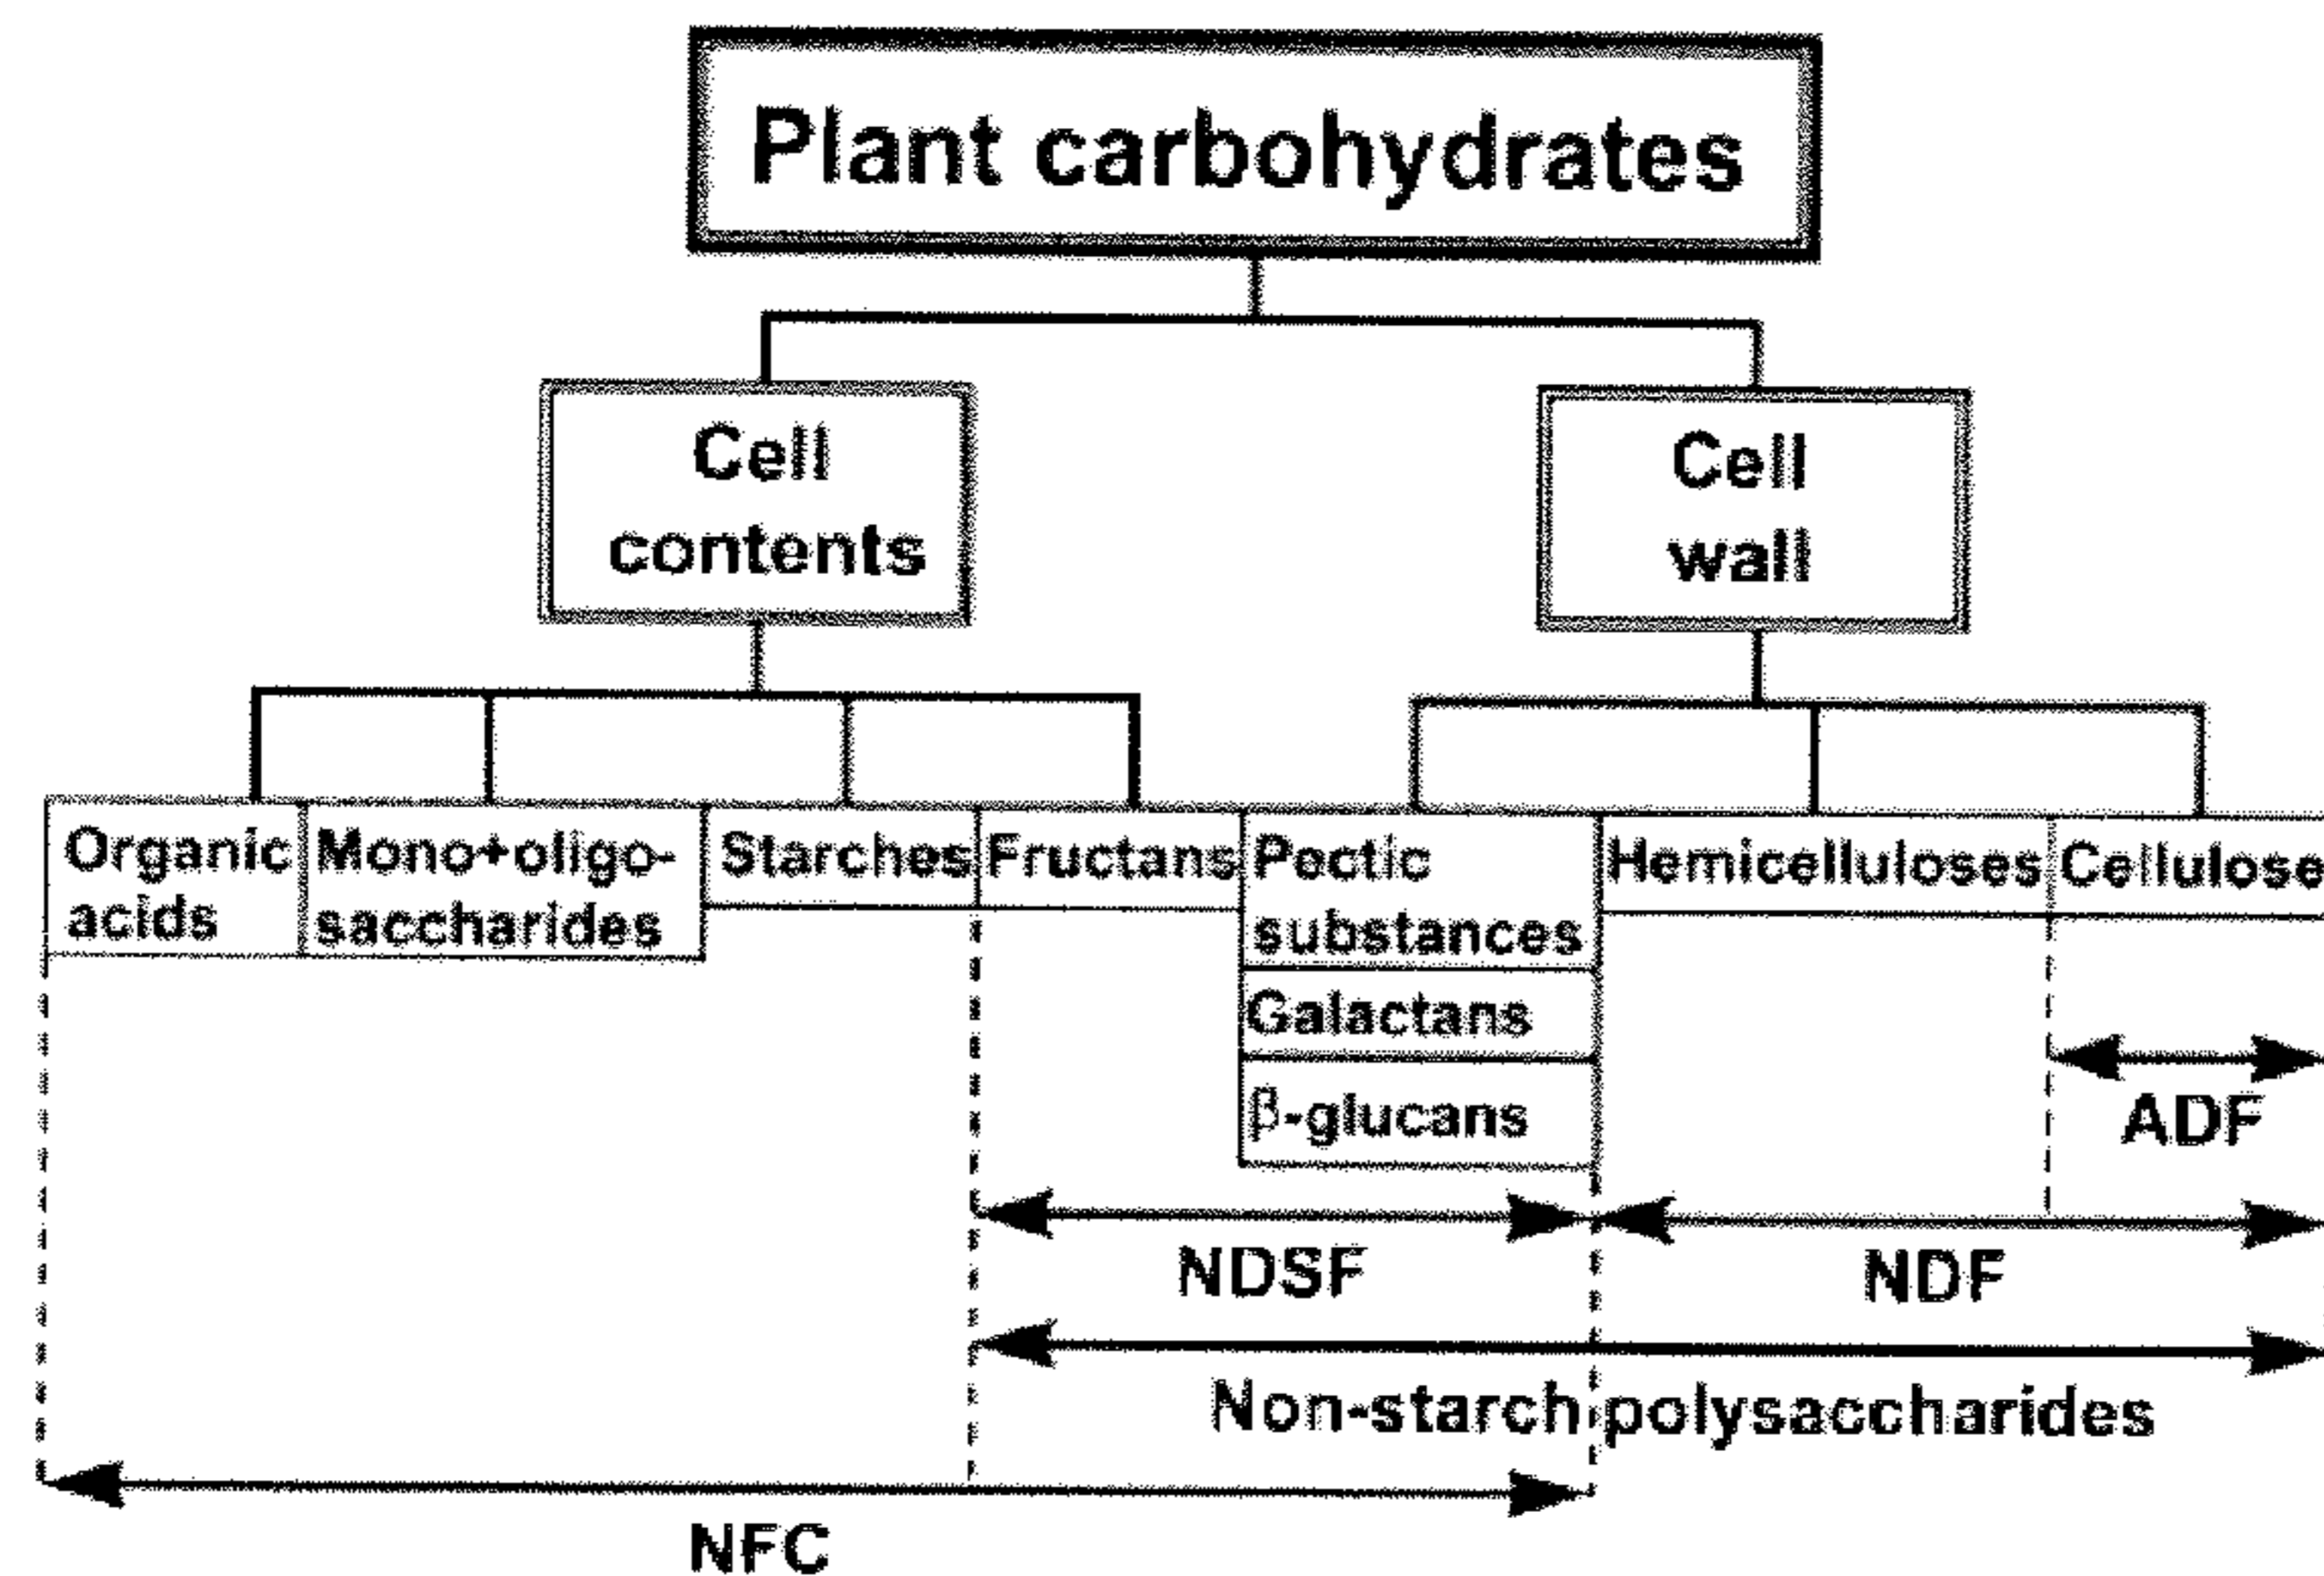 Plant carbohydrates
Cell
contents
Cell
wall
Organic
acids
Mono+oligo-
saccharides
Starches
Fructans
Pectic
substances
Galactans
β-glucans
Hemicelluloses
Cellulose
ADF
NDSF
NDF
Non-starch polysaccharides
NFC